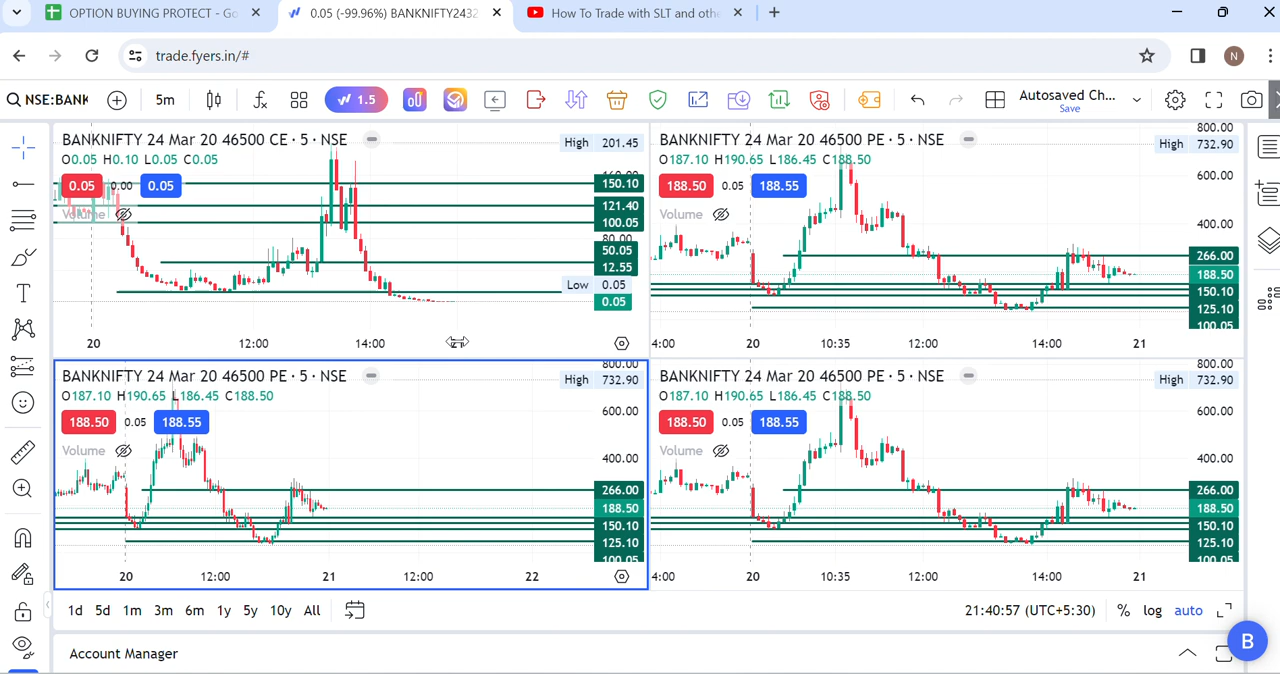 OPTION BUYING PROTECT - Go
0.05 (-99.96%) BANKNIFTY2432
How To Trade with SLT and othe
trade.fyers.in/#
N
NSE:BANK
5m
1.5
Autosaved Ch...
Save
BANKNIFTY 24 Mar 20 46500 CE · 5 · NSE
O0.05 H0.10 L0.05 C0.05
0.05
0.00
0.05
Volume
High 201.45
150.10
121.40
100.05
80.00
50.05
12.55
Low 0.05
0.05
20
12:00
14:00
BANKNIFTY 24 Mar 20 46500 PE · 5 · NSE
O187.10 H190.65 L186.45 C188.50
188.50
0.05
188.55
Volume
800.00
High 732.90
600.00
400.00
266.00
188.50
150.10
125.10
100.05
4:00
20
10:35
12:00
14:00
21
BANKNIFTY 24 Mar 20 46500 PE · 5 · NSE
O187.10 H190.65 L186.45 C188.50
188.50
0.05
188.55
Volume
800.00
High 732.90
600.00
400.00
266.00
188.50
150.10
125.10
100.05
20
12:00
21
12:00
22
BANKNIFTY 24 Mar 20 46500 PE · 5 · NSE
O187.10 H190.65 L186.45 C188.50
188.50
0.05
188.55
Volume
800.00
High 732.90
600.00
400.00
266.00
188.50
150.10
125.10
100.05
4:00
20
10:35
12:00
14:00
21
1d 5d 1m 3m 6m 1y 5y 10y All
21:40:57 (UTC+5:30) % log auto
B
Account Manager